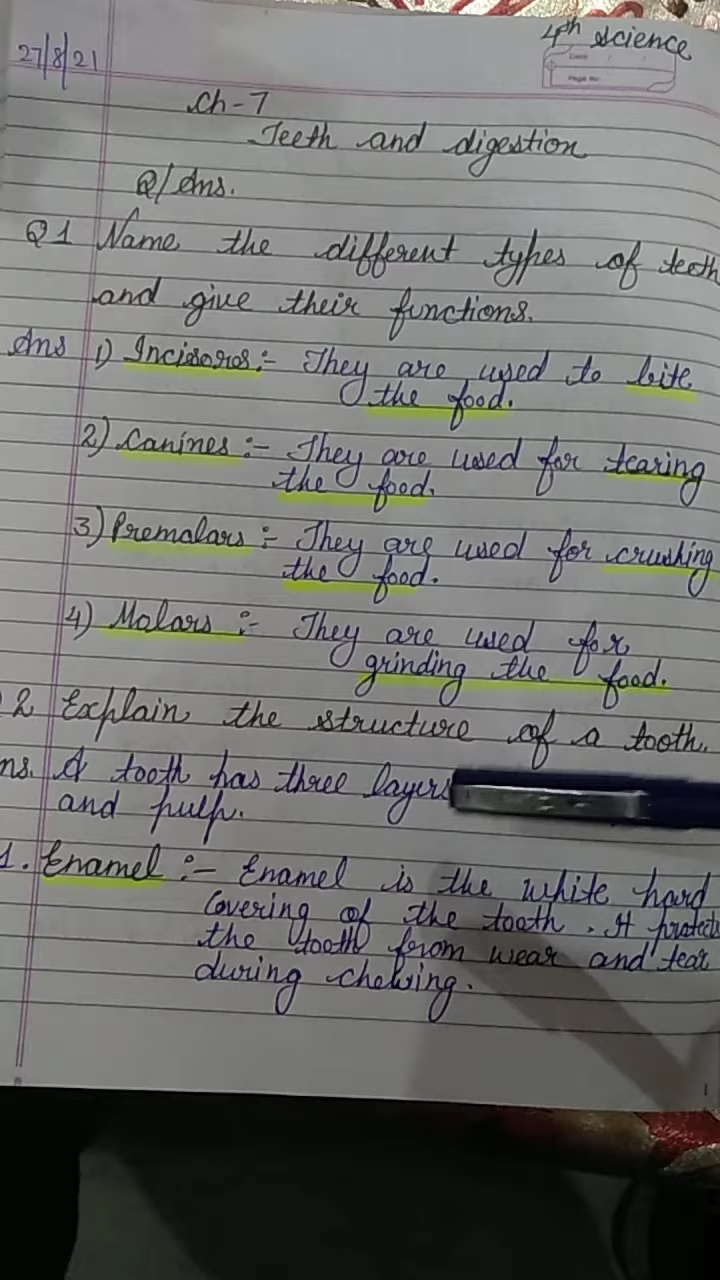 4th science
27/8/21
Date / /
Page No
Ch-7
Teeth and digestion
Q/Ans.
Q1 Name the different types of teeth
and give their functions.
Ans 1) Incisoros:- They are used to bite
the food.
2) Canines :- They are used for tearing
the food.
3) Premolars :- They are used for crushing
the food.
4) Molars :- They are used for
grinding the food.
2 Explain the structure of a tooth.
ns. A tooth has three layers
and pulp.
1. Enamel :- Enamel is the white hard
covering of the tooth. It protects
the tooth from wear and tear
during chewing.